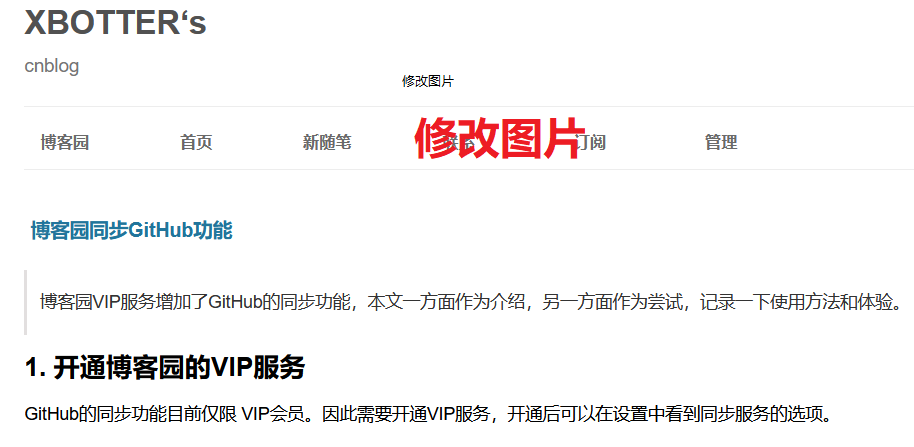 XBOTTER‘s
cnblog
修改图片
博客园 首页 新随笔 修改图片 订阅 管理
博客园同步GitHub功能
博客园VIP服务增加了GitHub的同步功能，本文一方面作为介绍，另一方面作为尝试，记录一下使用方法和体验。
1. 开通博客园的VIP服务
GitHub的同步功能目前仅限 VIP会员。因此需要开通VIP服务，开通后可以在设置中看到同步服务的选项。